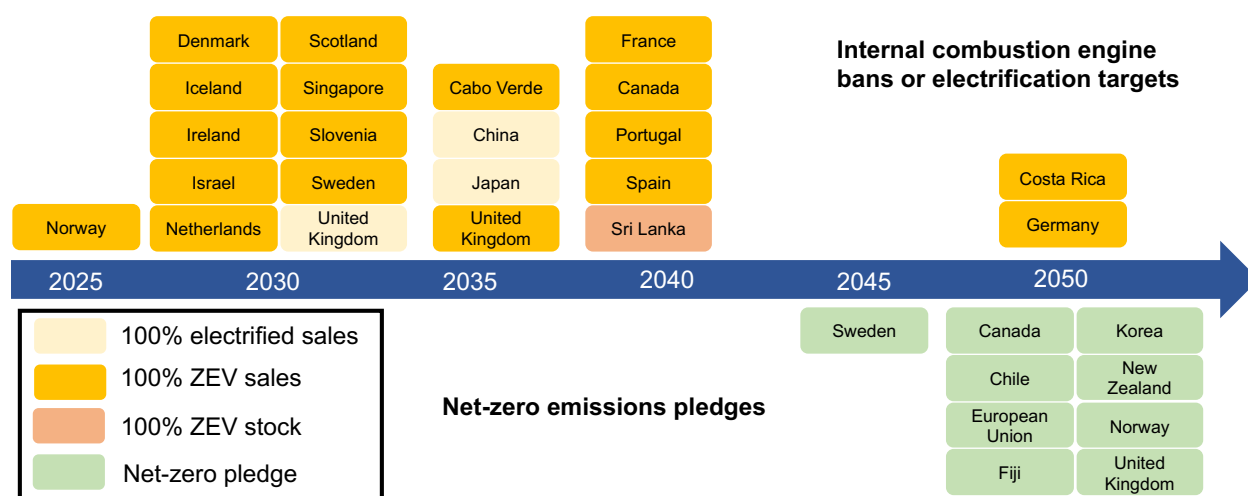 Denmark
Scotland
France
Internal combustion engine
bans or electrification targets
Iceland
Singapore
Cabo Verde
Canada
Ireland
Slovenia
China
Portugal
Israel
Sweden
Japan
Spain
Costa Rica
Norway
Netherlands
United
Kingdom
United
Kingdom
Sri Lanka
Germany
2025
2030
2035
2040
2045
2050
100% electrified sales
100% ZEV sales
100% ZEV stock
Net-zero pledge
Net-zero emissions pledges
Sweden
Canada
Korea
Chile
New
Zealand
European
Union
Norway
Fiji
United
Kingdom